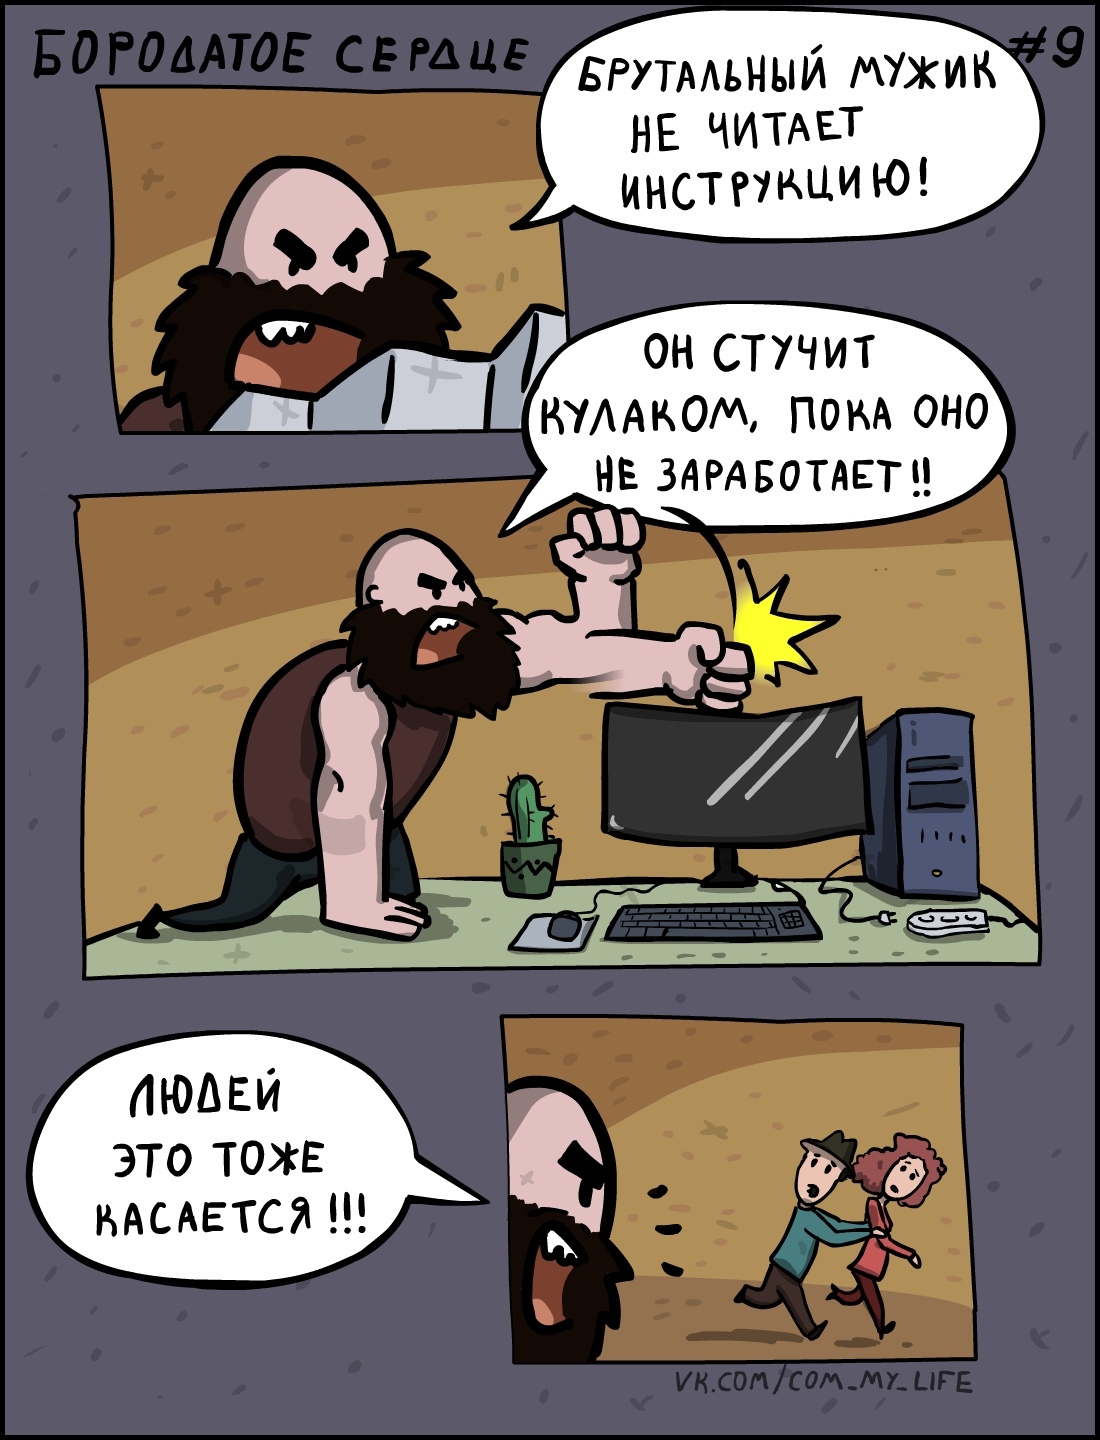 БОРОДАТОЕ СЕРДЦЕ #9
БРУТАЛЬНЫЙ МУЖИК
НЕ ЧИТАЕТ
ИНСТРУКЦИЮ!
ОН СТУЧИТ
КУЛАКОМ, ПОКА ОНО
НЕ ЗАРАБОТАЕТ!!
ЛЮДЕЙ
ЭТО ТОЖЕ
КАСАЕТСЯ!!!
VK.COM/COM_MY_LIFE